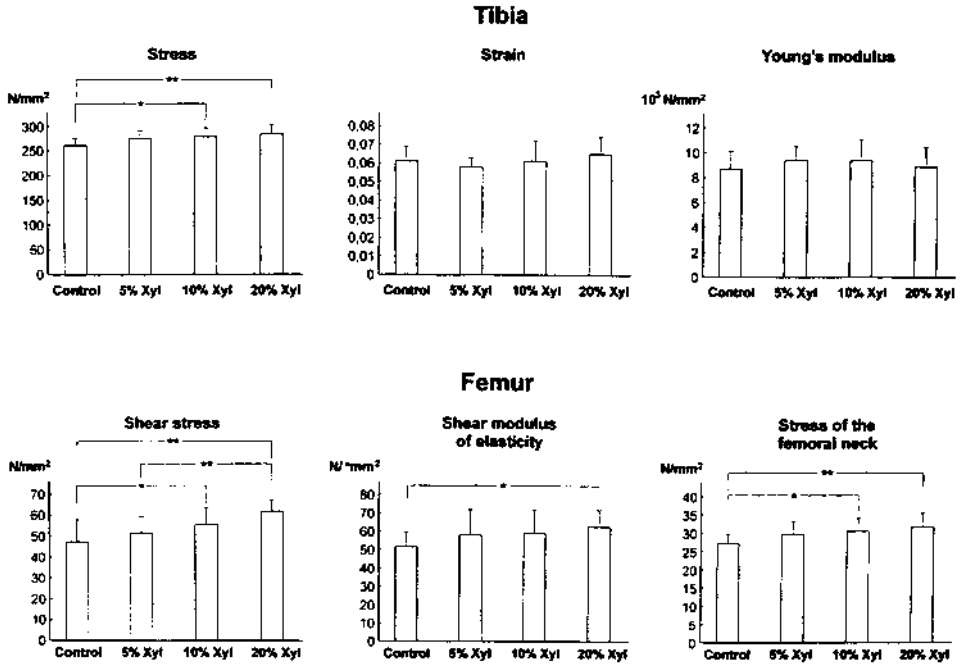 Tibia
Stress
Strain
Young's modulus
**
N/mm²
*
300
250
200
150
100
50
0
Control 5% Xyl 10% Xyl 20% Xyl
0,08
0,07
0,06
0,05
0,04
0,03
0,02
0,01
0
Control 5% Xyl 10% Xyl 20% Xyl
10³ N/mm²
12
10
8
6
4
2
0
Control 5% Xyl 10% Xyl 20% Xyl
Femur
Shear stress
**
N/mm²
**
*
70
60
50
40
30
20
10
0
Control 5% Xyl 10% Xyl 20% Xyl
Shear modulus
of elasticity
N/ mm²
*
80
70
60
50
40
30
20
10
0
Control 5% Xyl 10% Xyl 20% Xyl
Stress of the
femoral neck
N/mm²
**
*
40
35
30
25
20
15
10
5
0
Control 5% Xyl 10% Xyl 20% Xyl